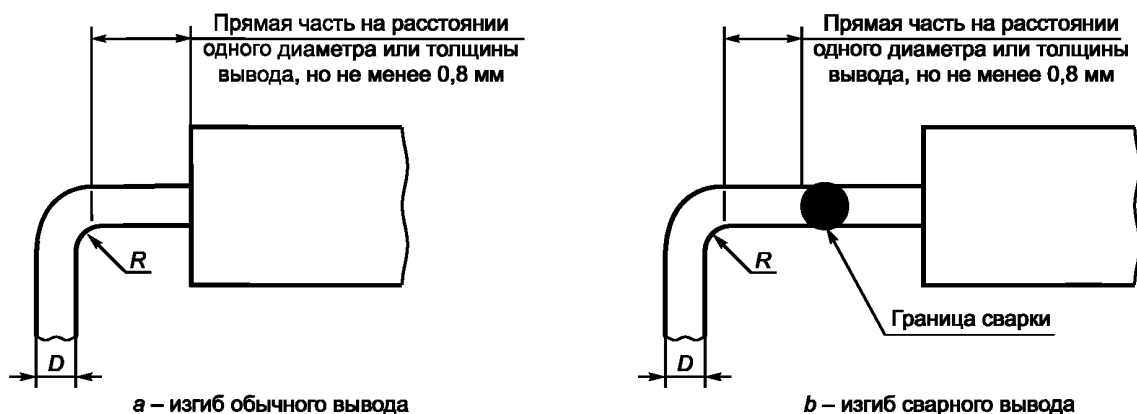 Прямая часть на расстоянии
одного диаметра или толщины
вывода, но не менее 0,8 мм
R
D
a – изгиб обычного вывода
Прямая часть на расстоянии
одного диаметра или толщины
вывода, но не менее 0,8 мм
R
Граница сварки
D
b – изгиб сварного вывода